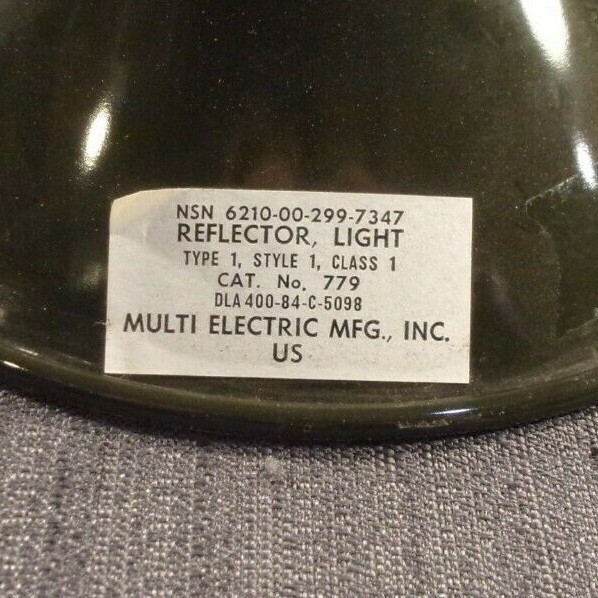 NSN 6210-00-299-7347
REFLECTOR, LIGHT
TYPE 1, STYLE 1, CLASS 1
CAT. No. 779
DLA400-84-C-5098
MULTI ELECTRIC MFG., INC.
US